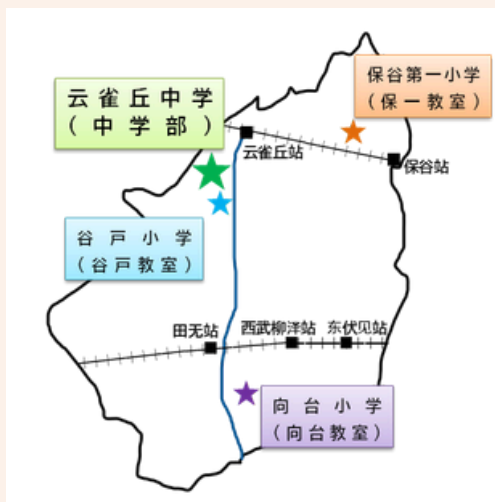 保谷第一小学
(保一教室)
云雀丘中学
(中学部)
云雀丘站
保谷站
谷戸小学
(谷戸教室)
田无站
西武柳洋站
东伏见站
向台小学
(向台教室)